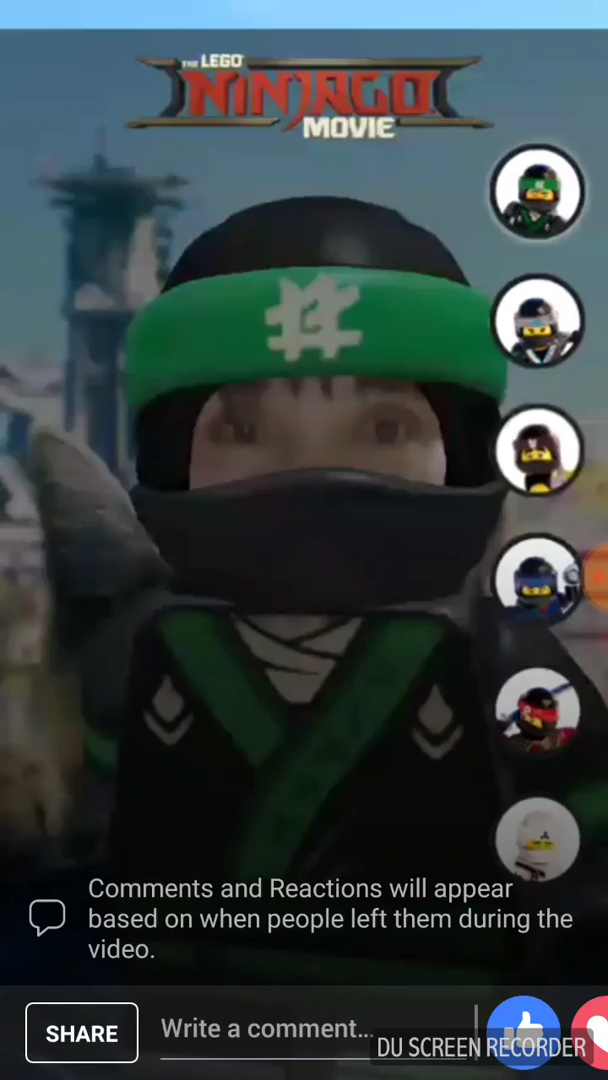 THE LEGO
NINJAGO
MOVIE
Comments and Reactions will appear
based on when people left them during the
video.
SHARE
Write a comment...
DU SCREEN RECORDER